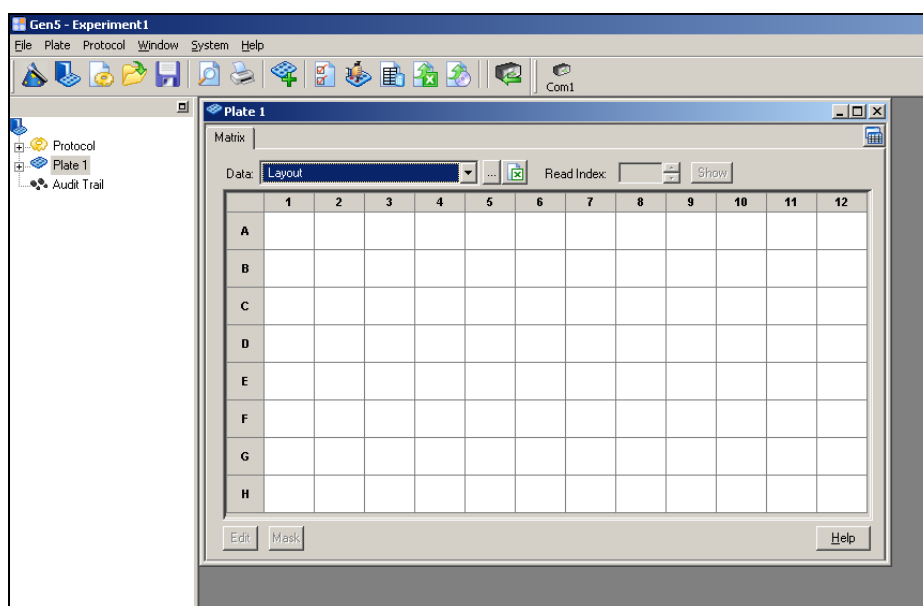 Gen5 - Experiment1
File Plate Protocol Window System Help
Com1
Protocol
Plate 1
Audit Trail
Plate 1
Matrix
Data: Layout ... Read Index: Show
1 2 3 4 5 6 7 8 9 10 11 12
A
B
C
D
E
F
G
H
Edit Mask Help